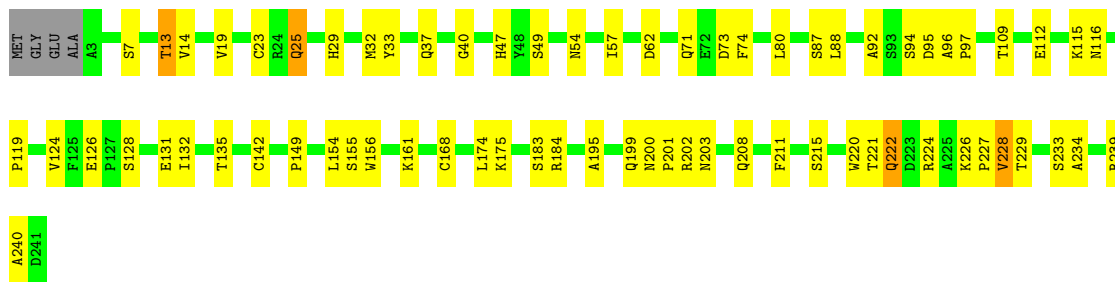 MET GLY GLU ALA A3 S7 T13 V14 V19 C23 R24 Q25 H29 M32 Y33 Q37 G40 H47 Y48 S49 N54 I57 D62 Q71 E72 D73 F74 L80 S87 L88 A92 S93 S94 D95 A96 P97 T109 E112 K115 N116
P119 V124 F125 E126 P127 S128 E131 I132 T135 C142 P149 L154 S155 W156 K161 C168 L174 K175 S183 R184 A195 Q199 N200 P201 R202 N203 Q208 F211 S215 W220 T221 Q222 D223 R224 A225 K226 P227 V228 T229 S233 A234
A240 D241